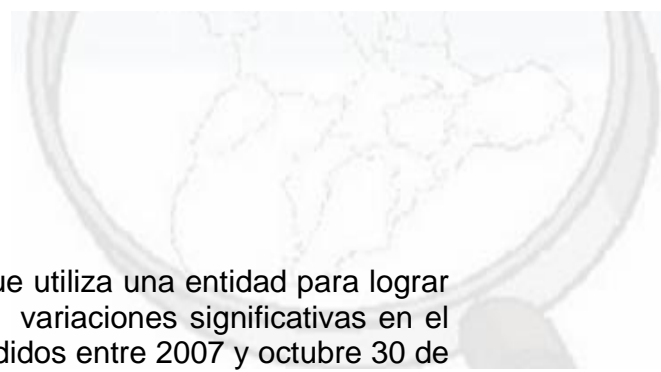 ue utiliza una entidad para lograr
variaciones significativas en el
didos entre 2007 y octubre 30 de